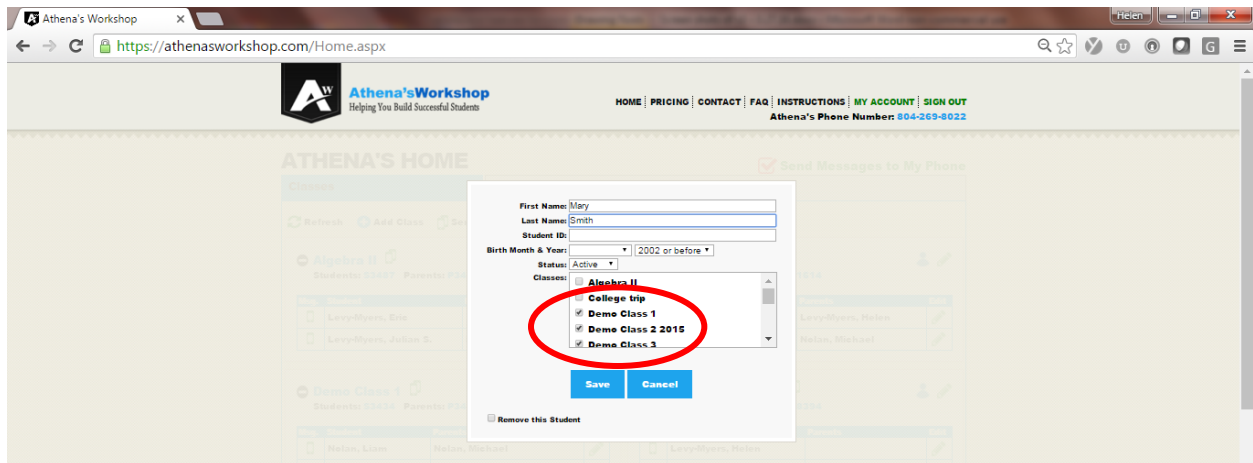 Athena's Workshop
Helen
https://athenasworkshop.com/Home.aspx
AW
Athena'sWorkshop
Helping You Build Successful Students
HOME PRICING CONTACT FAQ INSTRUCTIONS MY ACCOUNT SIGN OUT
Athena's Phone Number: 804-269-8022
ATHENA'S HOME
Send Messages to My Phone
Classes
Refresh Add Class
First Name: Mary
Last Name: Smith
Student ID:
Birth Month & Year: 2002 or before
Status: Active
Classes: Algebra II
College trip
Demo Class 1
Demo Class 2 2015
Demo Class 3
Save Cancel
Remove this Student
Algebra II
Levy-Myers, Eric
Levy-Myers, Helen
Levy-Myers, Julian E.
Nolan, Michael
Demo Class 1
Nolan, Liam Nolan, Michael Levy-Myers, Helen